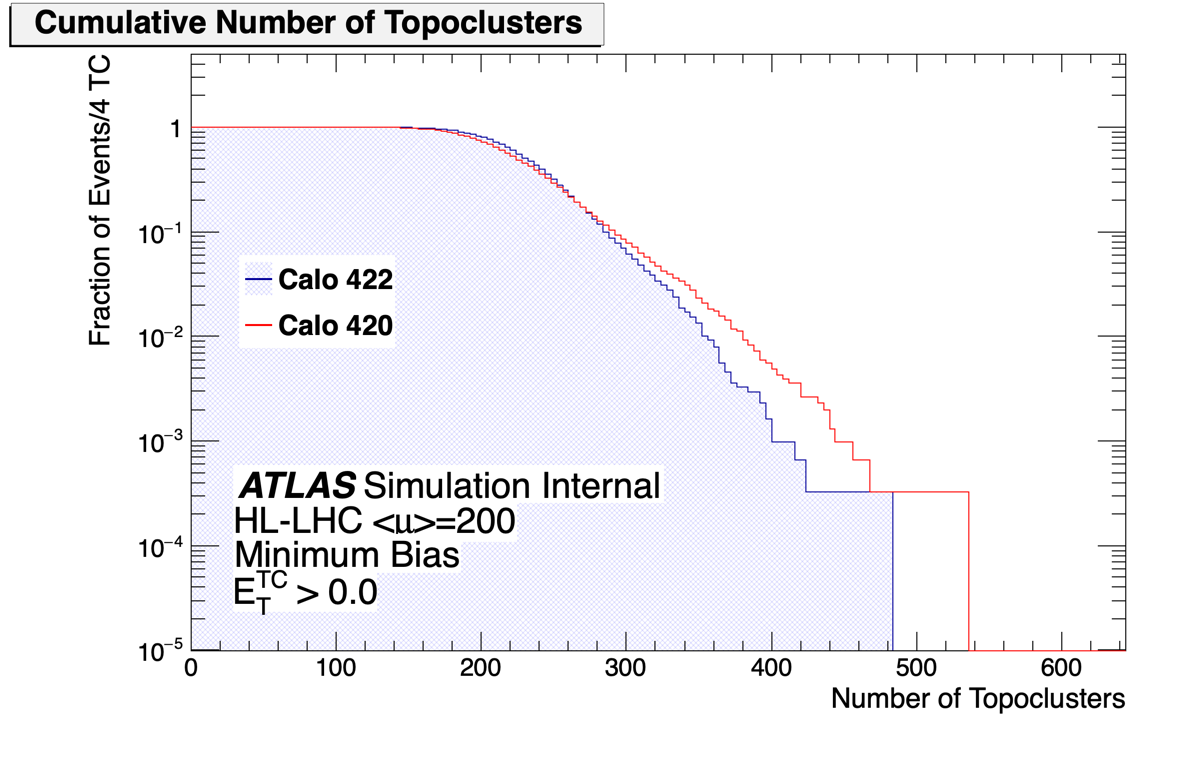 Cumulative Number of Topoclusters
Fraction of Events/4 TC
1
10⁻¹
10⁻²
10⁻³
10⁻⁴
10⁻⁵
Calo 422
Calo 420
ATLAS Simulation Internal
HL-LHC <μ>=200
Minimum Bias
E_T^TC > 0.0
0 100 200 300 400 500 600
Number of Topoclusters